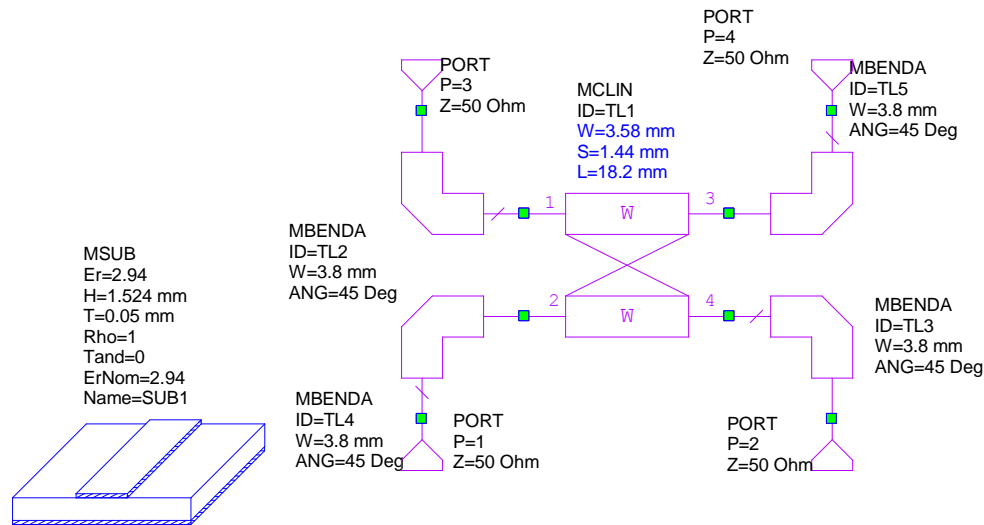 PORT
P=3
Z=50 Ohm
PORT
P=4
Z=50 Ohm
MCLIN
ID=TL1
W=3.58 mm
S=1.44 mm
L=18.2 mm
MBENDA
ID=TL5
W=3.8 mm
ANG=45 Deg
1
W
3
MBENDA
ID=TL2
W=3.8 mm
ANG=45 Deg
MSUB
Er=2.94
H=1.524 mm
T=0.05 mm
Rho=1
Tand=0
ErNom=2.94
Name=SUB1
2
W
4
MBENDA
ID=TL3
W=3.8 mm
ANG=45 Deg
MBENDA
ID=TL4
W=3.8 mm
ANG=45 Deg
PORT
P=1
Z=50 Ohm
PORT
P=2
Z=50 Ohm